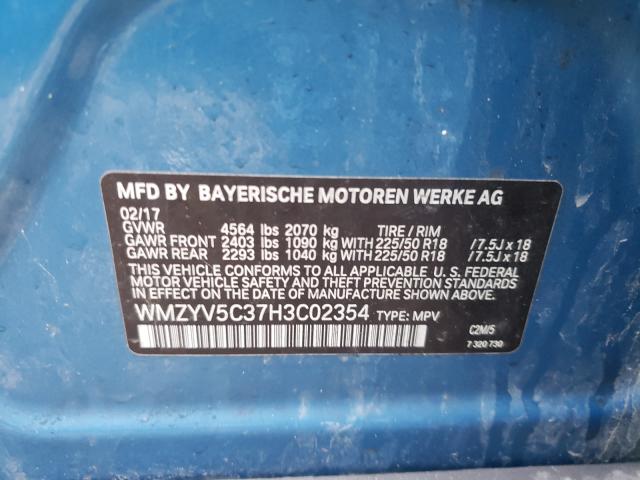 MFD BY BAYERISCHE MOTOREN WERKE AG
02/17
GVWR 4564 lbs 2070 kg TIRE / RIM
GAWR FRONT 2403 lbs 1090 kg WITH 225/50 R18 / 7.5J x 18
GAWR REAR 2293 lbs 1040 kg WITH 225/50 R18 / 7.5J x 18
THIS VEHICLE CONFORMS TO ALL APPLICABLE U. S. FEDERAL
MOTOR VEHICLE SAFETY AND THEFT PREVENTION STANDARDS
IN EFFECT ON THE DATE OF MANUFACTURE SHOWN ABOVE.
WMZYV5C37H3C02354 TYPE: MPV
C2M/5
7 320 730